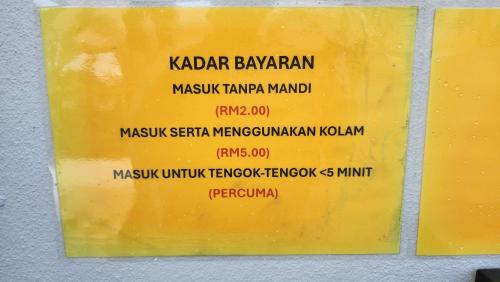 KADAR BAYARAN
MASUK TANPA MANDI
(RM2.00)
MASUK SERTA MENGGUNAKAN KOLAM
(RM5.00)
MASUK UNTUK TENGOK-TENGOK <5 MINIT
(PERCUMA)